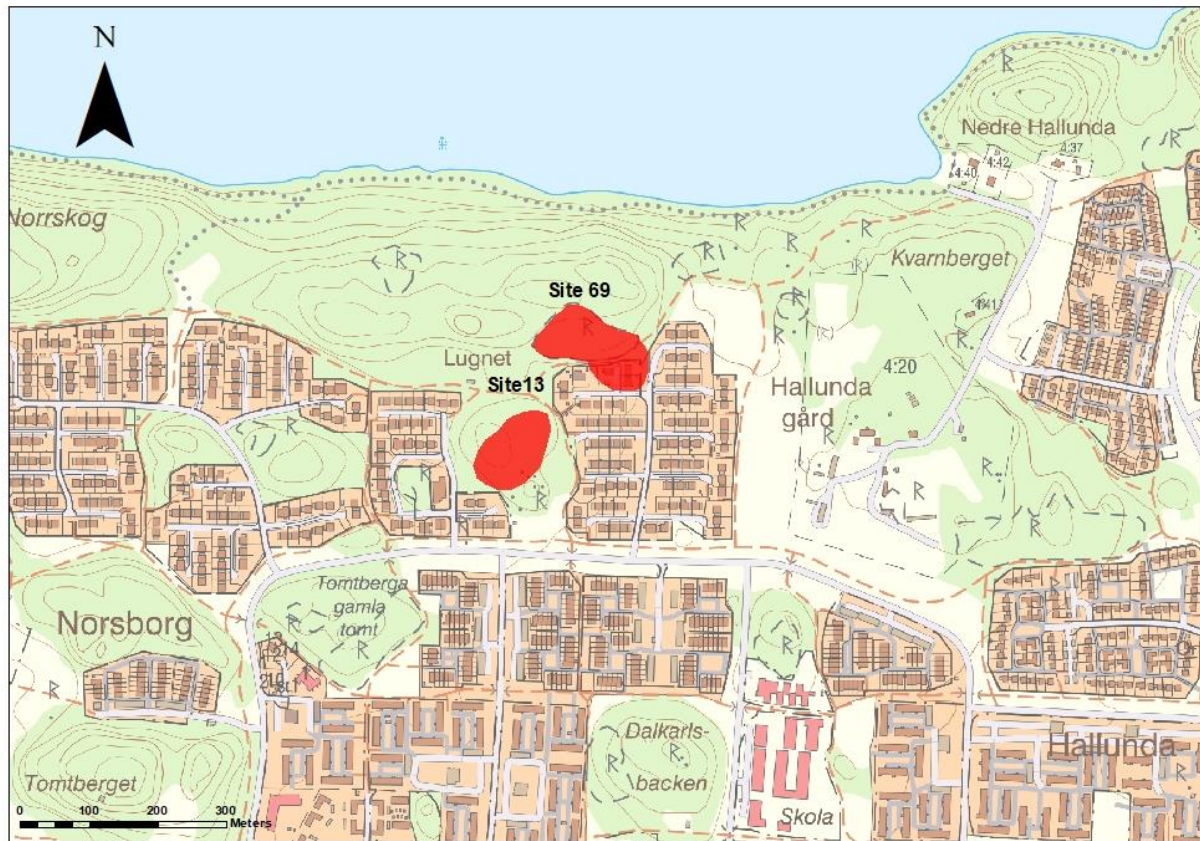 N
R
Nedre Hallunda
4:37
4:42
4:40
Norrskog
R
R
R
R
R
R
Kvarnberget
Site 69
R
R
Lugnet
4:20
Site13
Hallunda
gård
R
R
R
R
R
R
R
R
R
Tomtberga
gamla
tomt
R
R
R
Norsborg
R
Dalkarls-
R
backen
Hallunda
Tomtberget
Skola
0 100 200 300
Meters